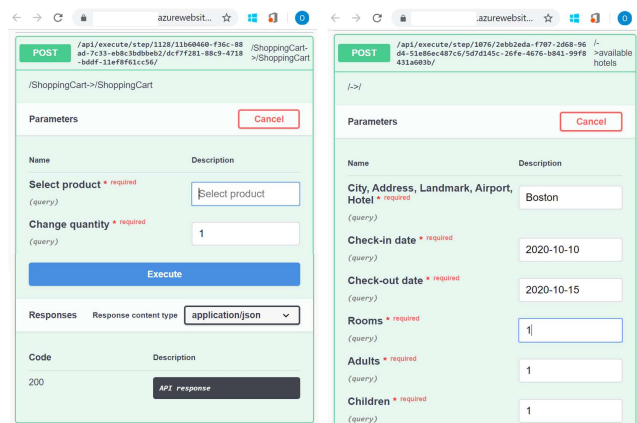 azurewebsit...
POST
/api/execute/step/1128/11b60460-f36c-88
ad-7c33-eb8c3bdbbeb2/dcf7f281-88c9-4718
-bddf-11ef8f61cc56/
/ShoppingCart-
>/ShoppingCart
/ShoppingCart->/ShoppingCart
Parameters
Cancel
Name
Description
Select product * required
(query)
Select product
Change quantity * required
(query)
1
Execute
Responses
Response content type
application/json
Code
Description
200
API response
.azurewebsit...
POST
/api/execute/step/1076/2ebb2eda-f707-2d68-96
d4-51e86ec487c6/5d7d145c-26fe-4676-b841-99f8
431a603b/
/-
>available
hotels
/->/
Parameters
Cancel
Name
Description
City, Address, Landmark, Airport,
Hotel * required
(query)
Boston
Check-in date * required
(query)
2020-10-10
Check-out date * required
(query)
2020-10-15
Rooms * required
(query)
1
Adults * required
(query)
1
Children * required
(query)
1